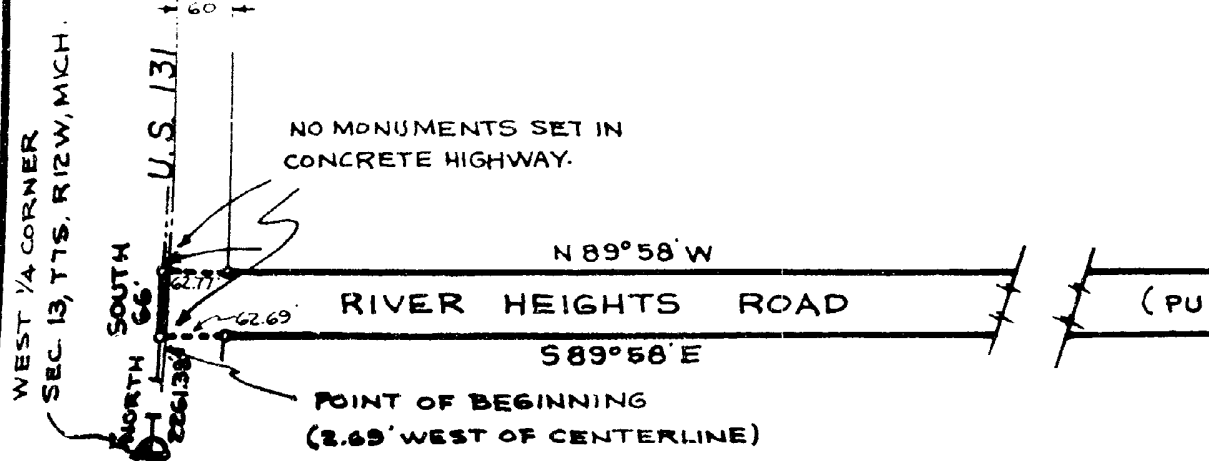 60
U.S. 131
WEST 1/4 CORNER
SEC. 13, T7S, R12W, MICH.
NO MONUMENTS SET IN
CONCRETE HIGHWAY.
N 89°58' W
SOUTH
66'
62.77'
RIVER HEIGHTS ROAD
(PU
62.69'
S 89°58' E
NORTH
2261.38'
POINT OF BEGINNING
(2.69' WEST OF CENTERLINE)